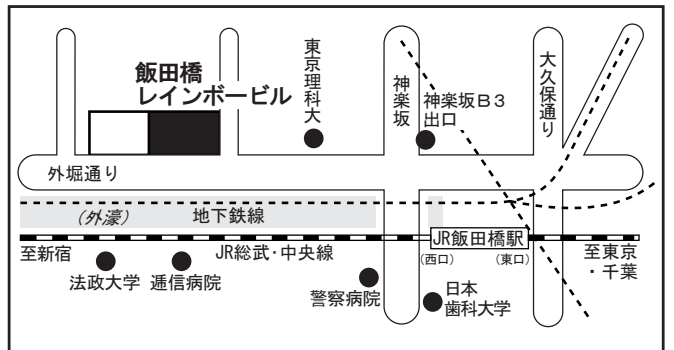 飯田橋
レインボービル
東京理科大
神楽坂
神楽坂B3
出口
大久保通り
外堀通り
(外濠)
地下鉄線
JR飯田橋駅
(西口)
(東口)
至新宿
JR総武・中央線
至東京
・千葉
法政大学
逓信病院
警察病院
日本
歯科大学